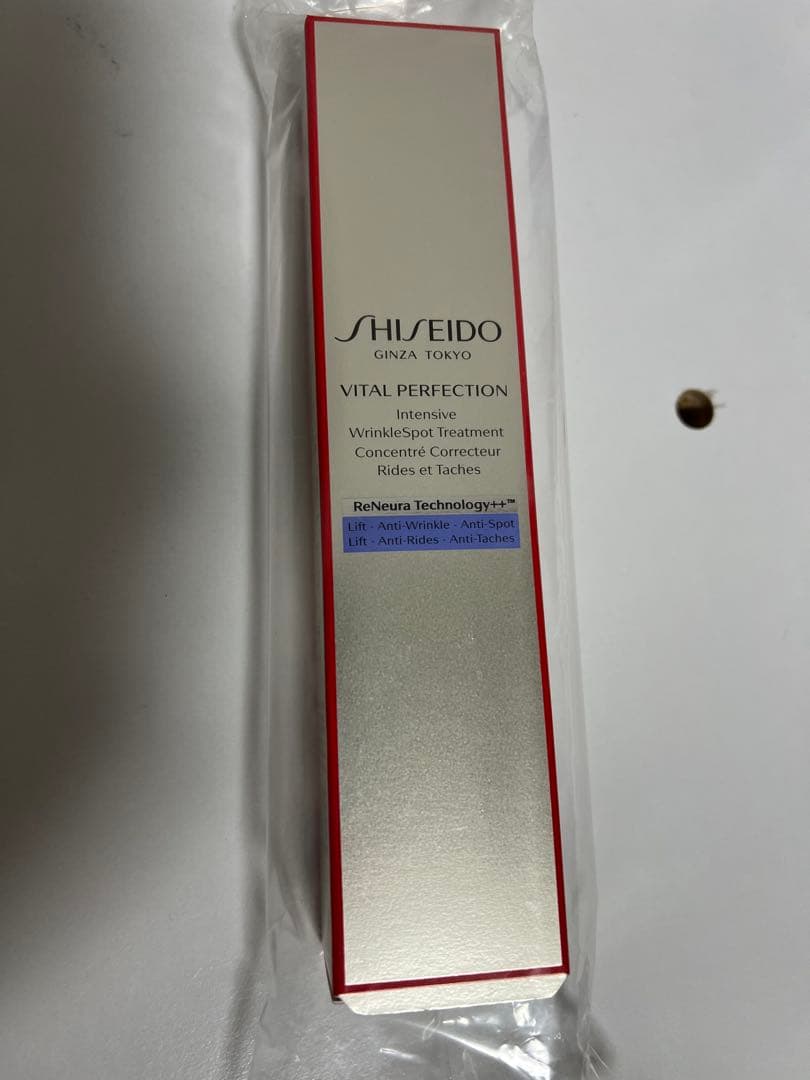 SHISEIDO
GINZA TOKYO
VITAL PERFECTION
Intensive
WrinkleSpot Treatment
Concentré Correcteur
Rides et Taches
ReNeura Technology++™
Lift · Anti-Wrinkle · Anti-Spot
Lift · Anti-Rides · Anti-Taches